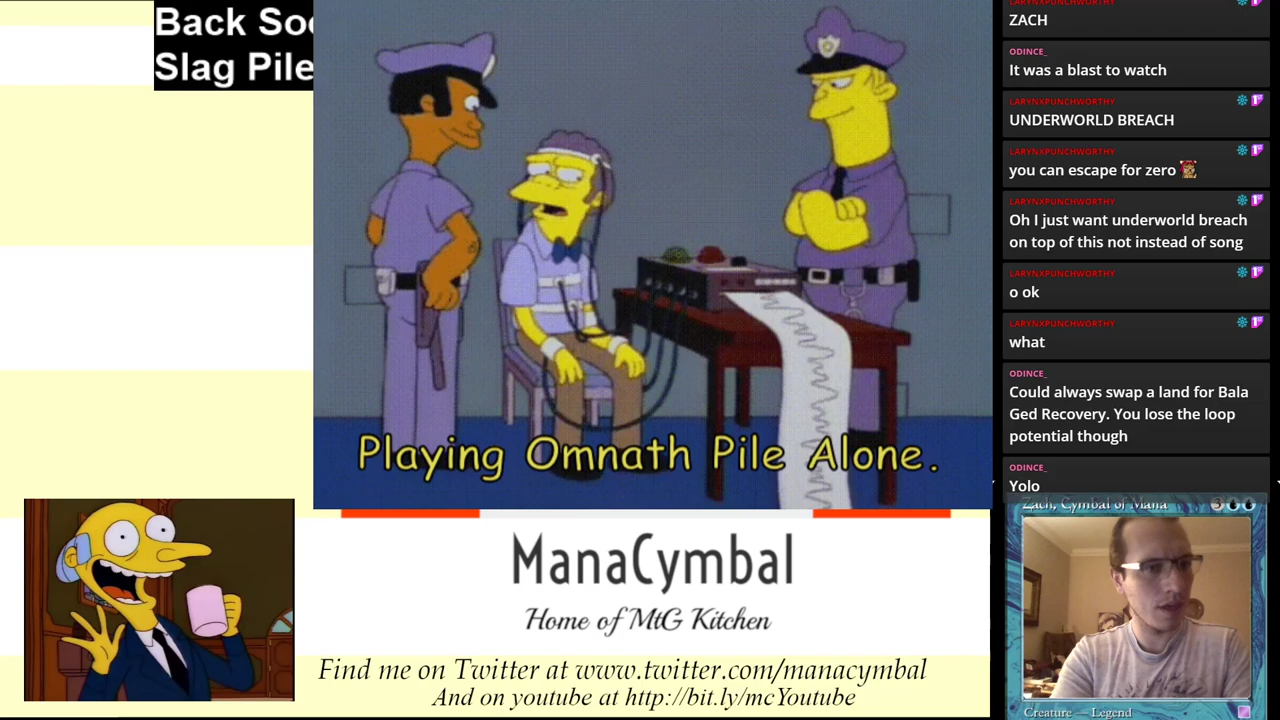 Back Soo
Slag Pile
Playing Omnath Pile Alone.
ManaCymbal
Home of MtG Kitchen
Find me on Twitter at www.twitter.com/manacymbal
And on youtube at http://bit.ly/mcYoutube
LARYNXPUNCHWORTHY
ZACH
ODINCE_
It was a blast to watch
LARYNXPUNCHWORTHY
UNDERWORLD BREACH
LARYNXPUNCHWORTHY
you can escape for zero
LARYNXPUNCHWORTHY
Oh I just want underworld breach
on top of this not instead of song
LARYNXPUNCHWORTHY
o ok
LARYNXPUNCHWORTHY
what
ODINCE_
Could always swap a land for Bala
Ged Recovery. You lose the loop
potential though
ODINCE_
Yolo
Zach, Cymbal of Mana 3
Creature — Legend